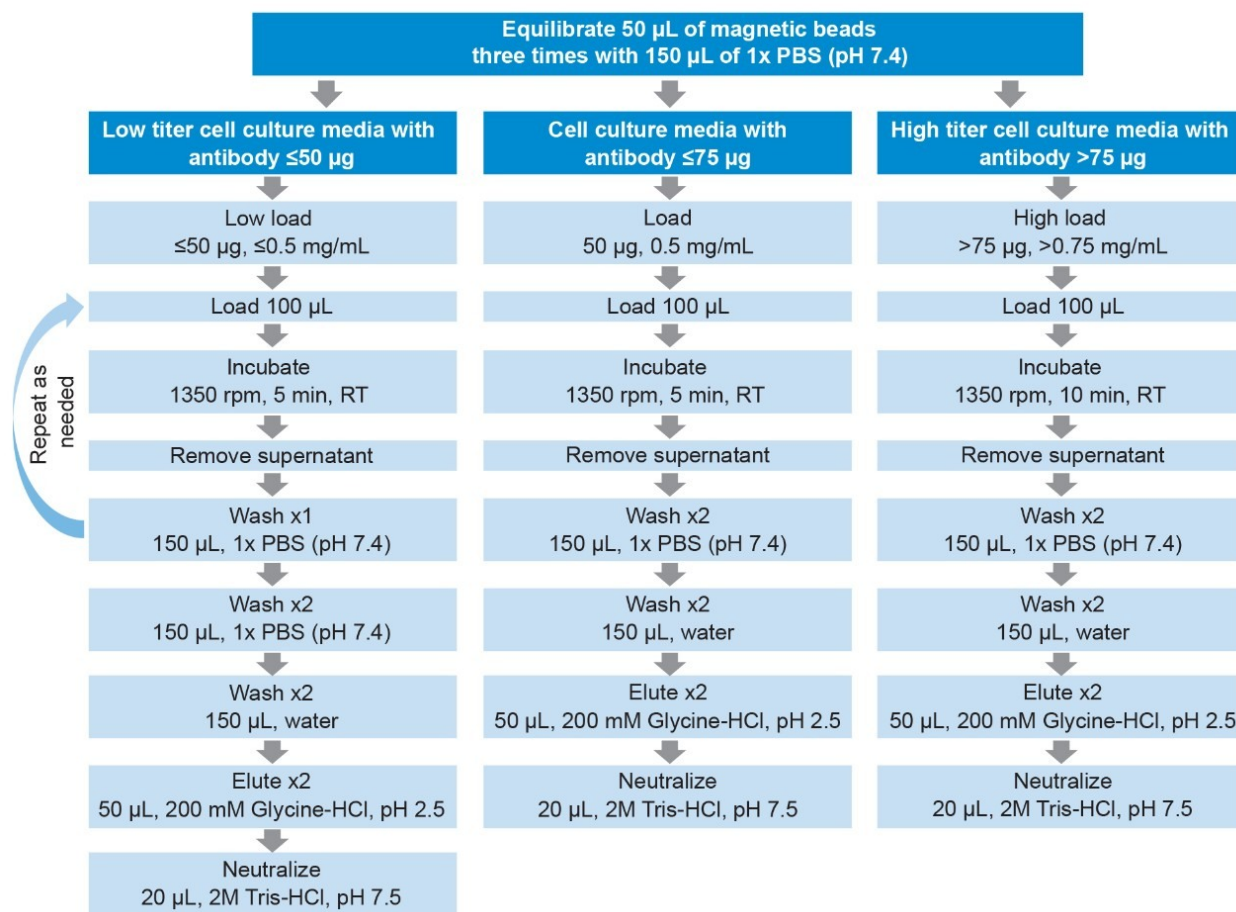 Equilibrate 50 µL of magnetic beads
three times with 150 µL of 1x PBS (pH 7.4)
Low titer cell culture media with
antibody ≤50 µg
Low load
≤50 µg, ≤0.5 mg/mL
Load 100 µL
Incubate
1350 rpm, 5 min, RT
Remove supernatant
Wash x1
150 µL, 1x PBS (pH 7.4)
Repeat as
needed
Wash x2
150 µL, 1x PBS (pH 7.4)
Wash x2
150 µL, water
Elute x2
50 µL, 200 mM Glycine-HCl, pH 2.5
Neutralize
20 µL, 2M Tris-HCl, pH 7.5
Cell culture media with
antibody ≤75 µg
Load
50 µg, 0.5 mg/mL
Load 100 µL
Incubate
1350 rpm, 5 min, RT
Remove supernatant
Wash x2
150 µL, 1x PBS (pH 7.4)
Wash x2
150 µL, water
Elute x2
50 µL, 200 mM Glycine-HCl, pH 2.5
Neutralize
20 µL, 2M Tris-HCl, pH 7.5
High titer cell culture media with
antibody >75 µg
High load
>75 µg, >0.75 mg/mL
Load 100 µL
Incubate
1350 rpm, 10 min, RT
Remove supernatant
Wash x2
150 µL, 1x PBS (pH 7.4)
Wash x2
150 µL, water
Elute x2
50 µL, 200 mM Glycine-HCl, pH 2.5
Neutralize
20 µL, 2M Tris-HCl, pH 7.5